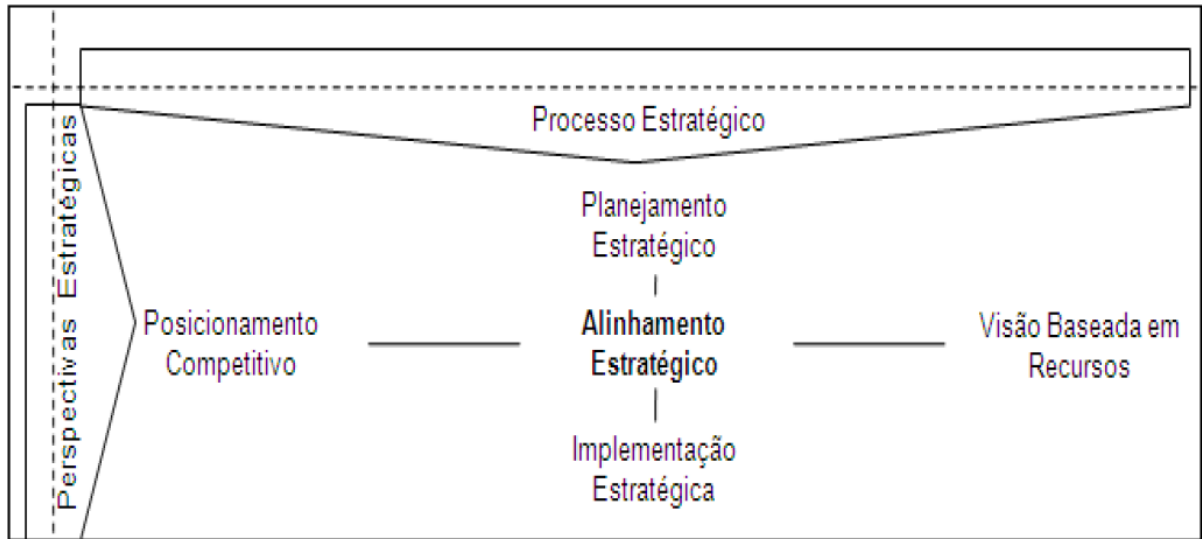 Processo Estratégico
Planejamento
Estratégico
Perspectivas Estratégicas
Posicionamento
Competitivo
Alinhamento
Estratégico
Visão Baseada em
Recursos
Implementação
Estratégica